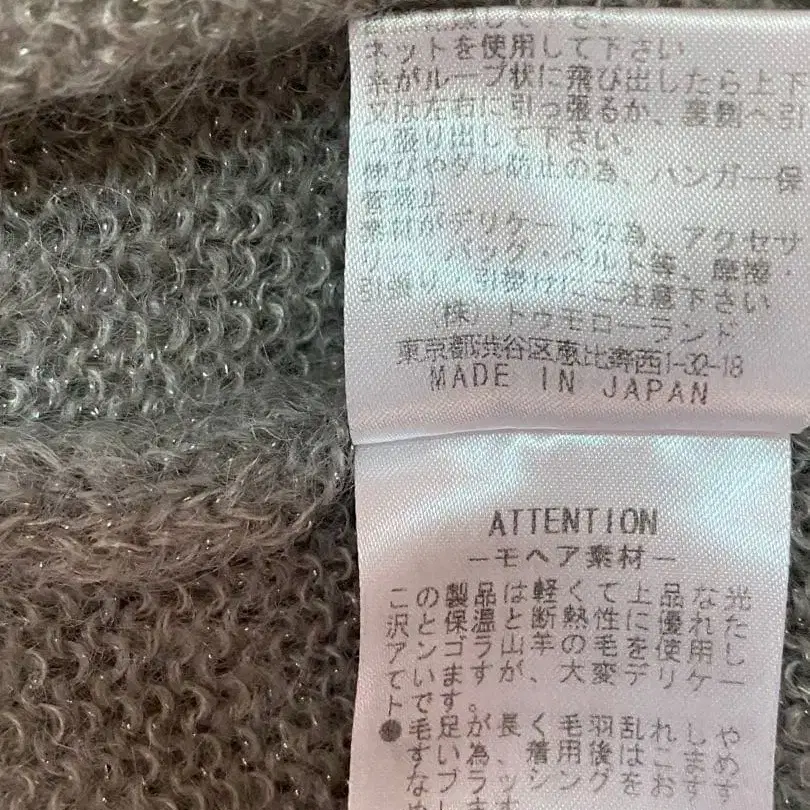 ネットを使用して下さい
糸がループ状に飛び出したら上下
又は左右に引っ張るか、裏側へ引
っ張り出して下さい。
伸びやダレ防止の為、ハンガー保
管禁止
素材がデリケートな為、アクセサ
リー・バッグ・ベルト等、摩擦・
引張り・引掛けにご注意下さい
(株)トゥモローランド
東京都渋谷区恵比寿西1-32-18
MADE IN JAPAN
ATTENTION
―モヘア素材―
この製品は軽くて上品な光
沢と保温と断熱性に優れた
アンゴラ山羊の毛を使用し
ていますが、大変デリケー
トです。
●毛足が長く毛羽乱れしや
すい為、着用後はこまめ
なブラッシングをおすす